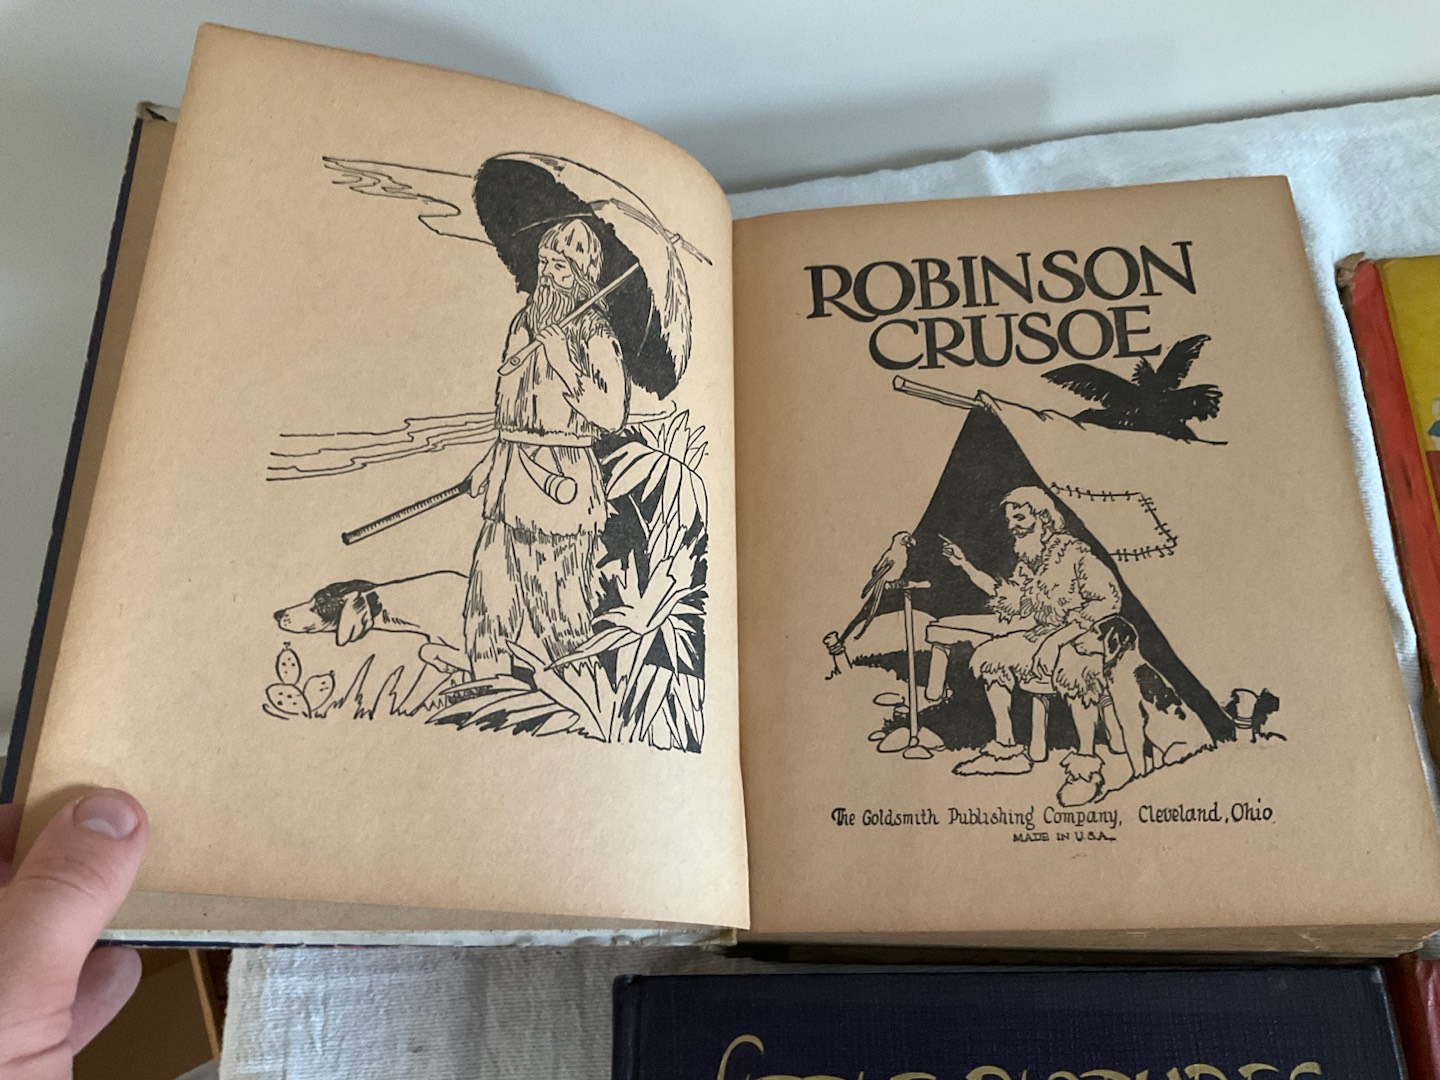 ROBINSON
CRUSOE
The Goldsmith Publishing Company, Cleveland, Ohio
MADE IN U.S.A.